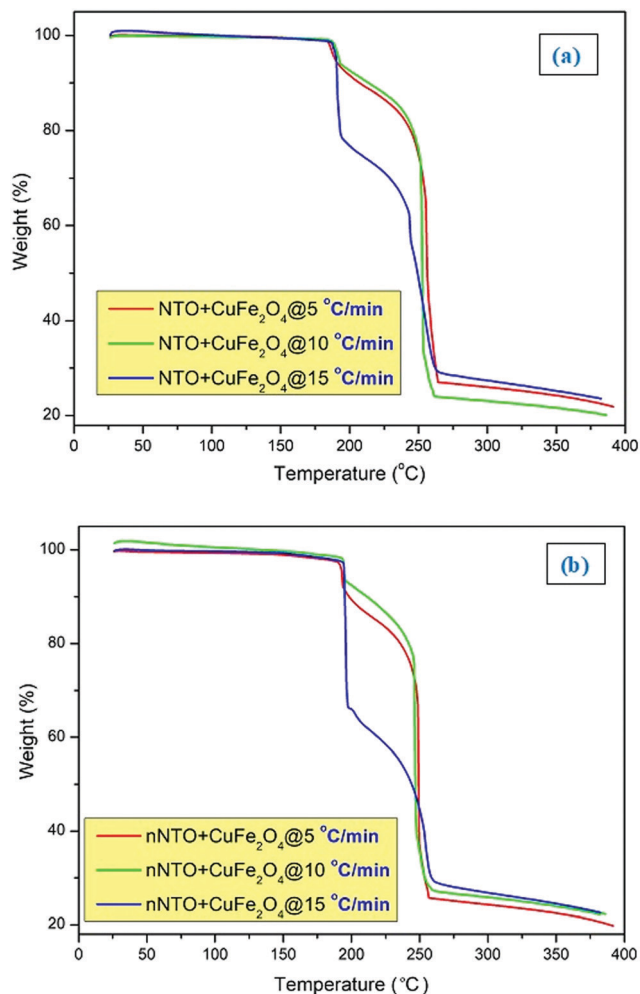 (a)
100
80
60
40
20
Weight (%)
NTO+CuFe₂O₄@5 °C/min
NTO+CuFe₂O₄@10 °C/min
NTO+CuFe₂O₄@15 °C/min
0 50 100 150 200 250 300 350 400
Temperature (°C)
(b)
100
80
60
40
20
Weight (%)
nNTO+CuFe₂O₄@5 °C/min
nNTO+CuFe₂O₄@10 °C/min
nNTO+CuFe₂O₄@15 °C/min
0 50 100 150 200 250 300 350 400
Temperature (°C)